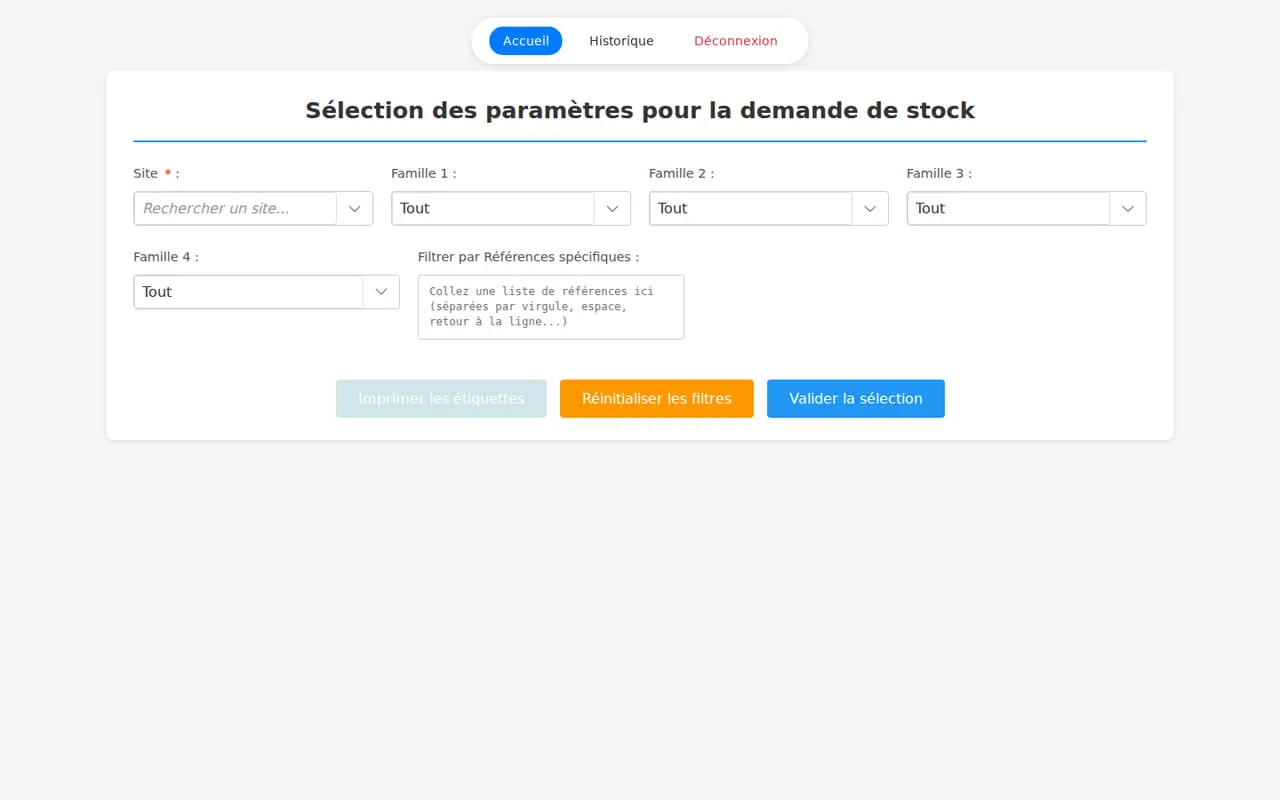 Accueil Historique Déconnexion
Sélection des paramètres pour la demande de stock
Site * : Famille 1 : Famille 2 : Famille 3 :
Rechercher un site... Tout Tout Tout
Famille 4 : Filtrer par Références spécifiques :
Tout
Collez une liste de références ici
(séparées par virgule, espace,
retour à la ligne...)
Imprimer les étiquettes Réinitialiser les filtres Valider la sélection